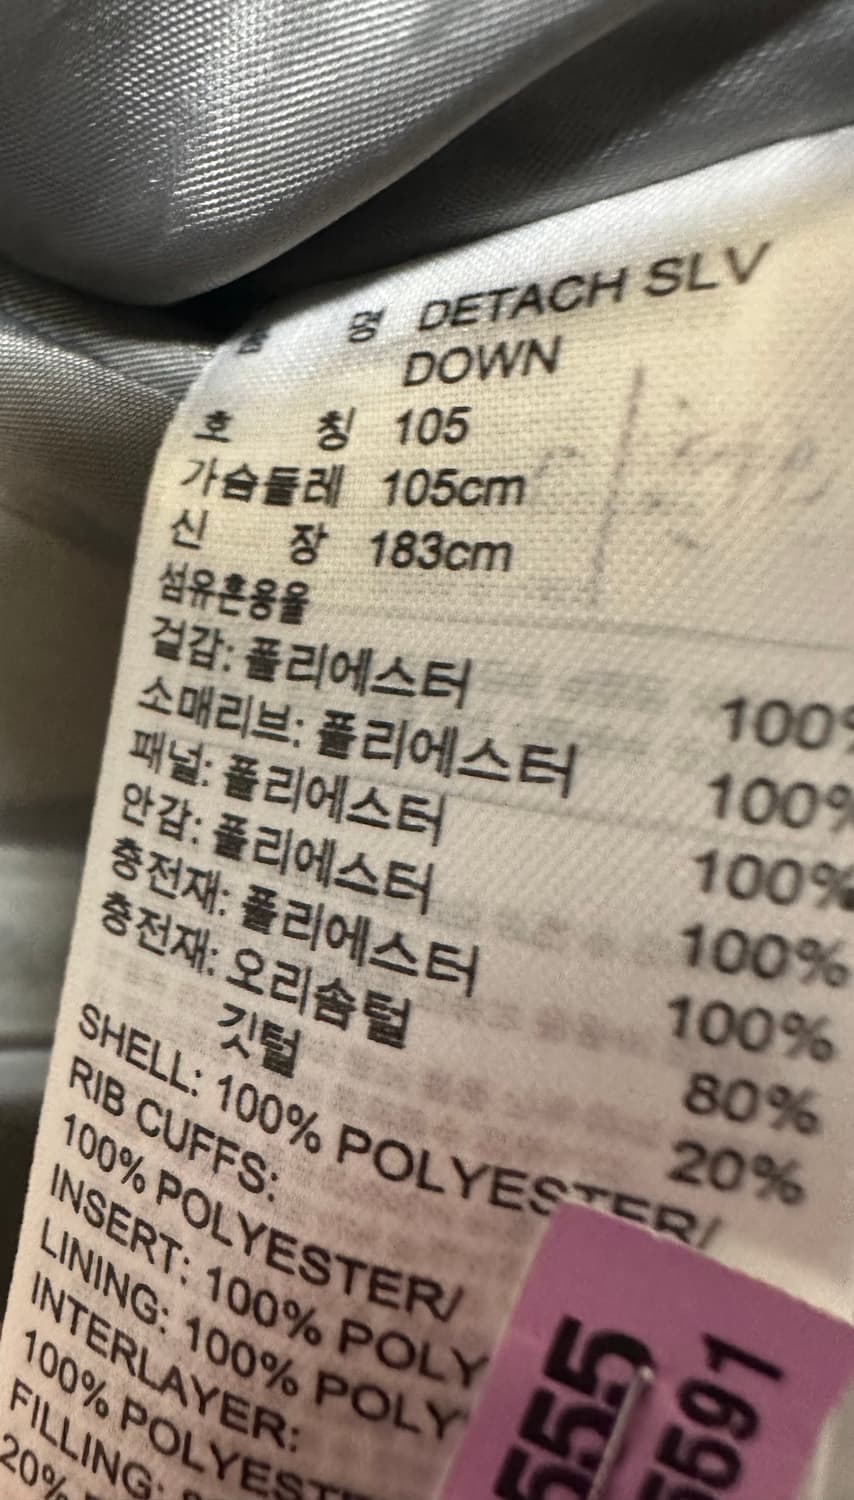 품 명 DETACH SLV
DOWN
호 칭 105
가슴둘레 105cm
신 장 183cm
섬유혼용율
겉감: 폴리에스터 100%
소매리브: 폴리에스터 100%
패널: 폴리에스터 100%
안감: 폴리에스터 100%
충전재: 폴리에스터 100%
충전재: 오리솜털 80%
깃털 20%
SHELL: 100% POLYESTER/
RIB CUFFS:
100% POLYESTER/
INSERT: 100% POLY
LINING: 100% POLY
INTERLAYER:
100% POLYEST
FILLING:
20%
555
5591